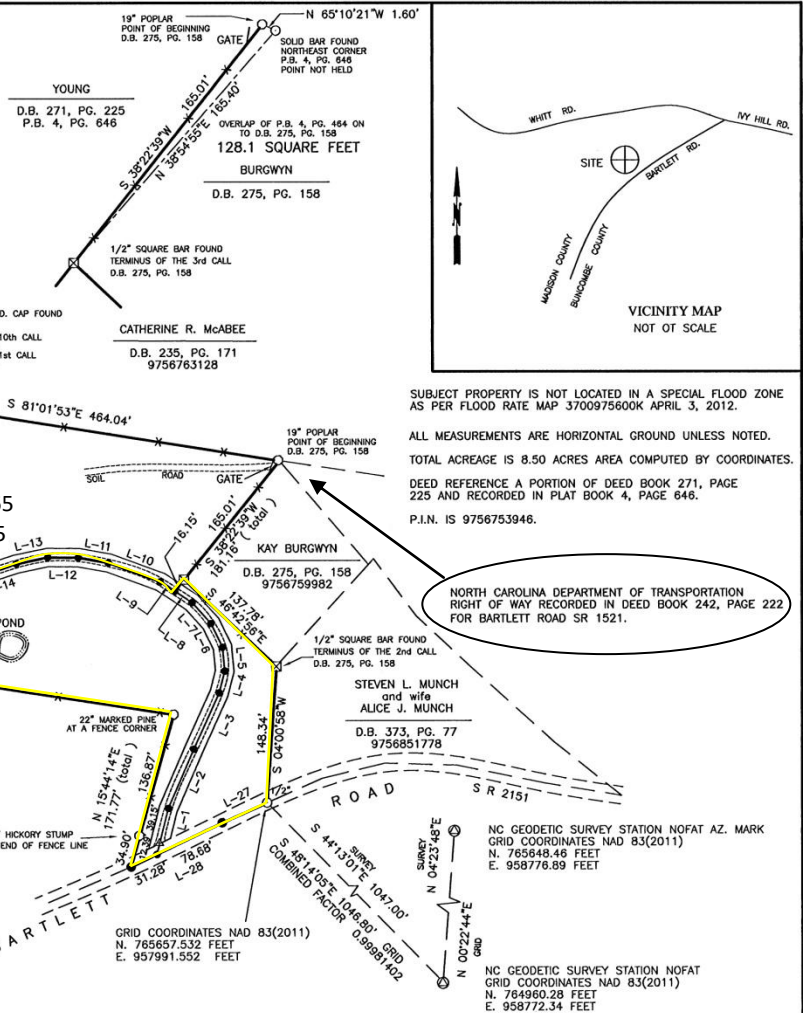 19" POPLAR
POINT OF BEGINNING
D.B. 275, PG. 158
GATE
N 65°10'21"W 1.60'
SOLID BAR FOUND
NORTHEAST CORNER
P.B. 4, PG. 646
POINT NOT HELD
YOUNG
D.B. 271, PG. 225
P.B. 4, PG. 646
165.01'
S 38°22'39"W
N 38°54'55"E 165.40'
OVERLAP OF P.B. 4, PG. 464 ON
TO D.B. 275, PG. 158
128.1 SQUARE FEET
BURGWYN
D.B. 275, PG. 158
1/2" SQUARE BAR FOUND
TERMINUS OF THE 3rd CALL
D.B. 275, PG. 158
D. CAP FOUND
10th CALL
1st CALL
CATHERINE R. McABEE
D.B. 235, PG. 171
9756763128
WHITT RD.
IVY HILL RD.
SITE
BARTLETT RD.
N
MADISON COUNTY
BUNCOMBE COUNTY
VICINITY MAP
NOT OT SCALE
SUBJECT PROPERTY IS NOT LOCATED IN A SPECIAL FLOOD ZONE
AS PER FLOOD RATE MAP 3700975600K APRIL 3, 2012.
ALL MEASUREMENTS ARE HORIZONTAL GROUND UNLESS NOTED.
TOTAL ACREAGE IS 8.50 ACRES AREA COMPUTED BY COORDINATES.
DEED REFERENCE A PORTION OF DEED BOOK 271, PAGE
225 AND RECORDED IN PLAT BOOK 4, PAGE 646.
P.I.N. IS 9756753946.
NORTH CAROLINA DEPARTMENT OF TRANSPORTATION
RIGHT OF WAY RECORDED IN DEED BOOK 242, PAGE 222
FOR BARTLETT ROAD SR 1521.
S 81°01'53"E 464.04'
19" POPLAR
POINT OF BEGINNING
D.B. 275, PG. 158
SOIL ROAD
GATE
16.15'
165.01'
S 38°22'39"W
181.16' ( total )
L-13
L-11
L-10
L-14
L-12
L-9
L-8
L-7
L-6
L-5
L-4
L-3
L-2
L-1
KAY BURGWYN
D.B. 275, PG. 158
9756759982
137.78'
S 46°42'56"E
1/2" SQUARE BAR FOUND
TERMINUS OF THE 2nd CALL
D.B. 275, PG. 158
POND
STEVEN L. MUNCH
and wife
ALICE J. MUNCH
D.B. 373, PG. 77
9756851778
148.34'
S 04°00'58"W
22" MARKED PINE
AT A FENCE CORNER
N 15°44'14"E
171.77' (total )
136.87'
39.15'
HICKORY STUMP
END OF FENCE LINE
34.90'
31.28'
78.68'
L-28
L-27
1/2"
BARTLETT ROAD SR 2151
GRID COORDINATES NAD 83(2011)
N. 765657.532 FEET
E. 957991.552 FEET
SURVEY
S 44°13'01"E 1047.00'
S 48°14'05"E 1046.80' GRID
COMBINED FACTOR 0.99981402
SURVEY
N 04°23'48"E
N 00°22'44"E
GRID
NC GEODETIC SURVEY STATION NOFAT AZ. MARK
GRID COORDINATES NAD 83(2011)
N. 765648.46 FEET
E. 958776.89 FEET
NC GEODETIC SURVEY STATION NOFAT
GRID COORDINATES NAD 83(2011)
N. 764960.28 FEET
E. 958772.34 FEET